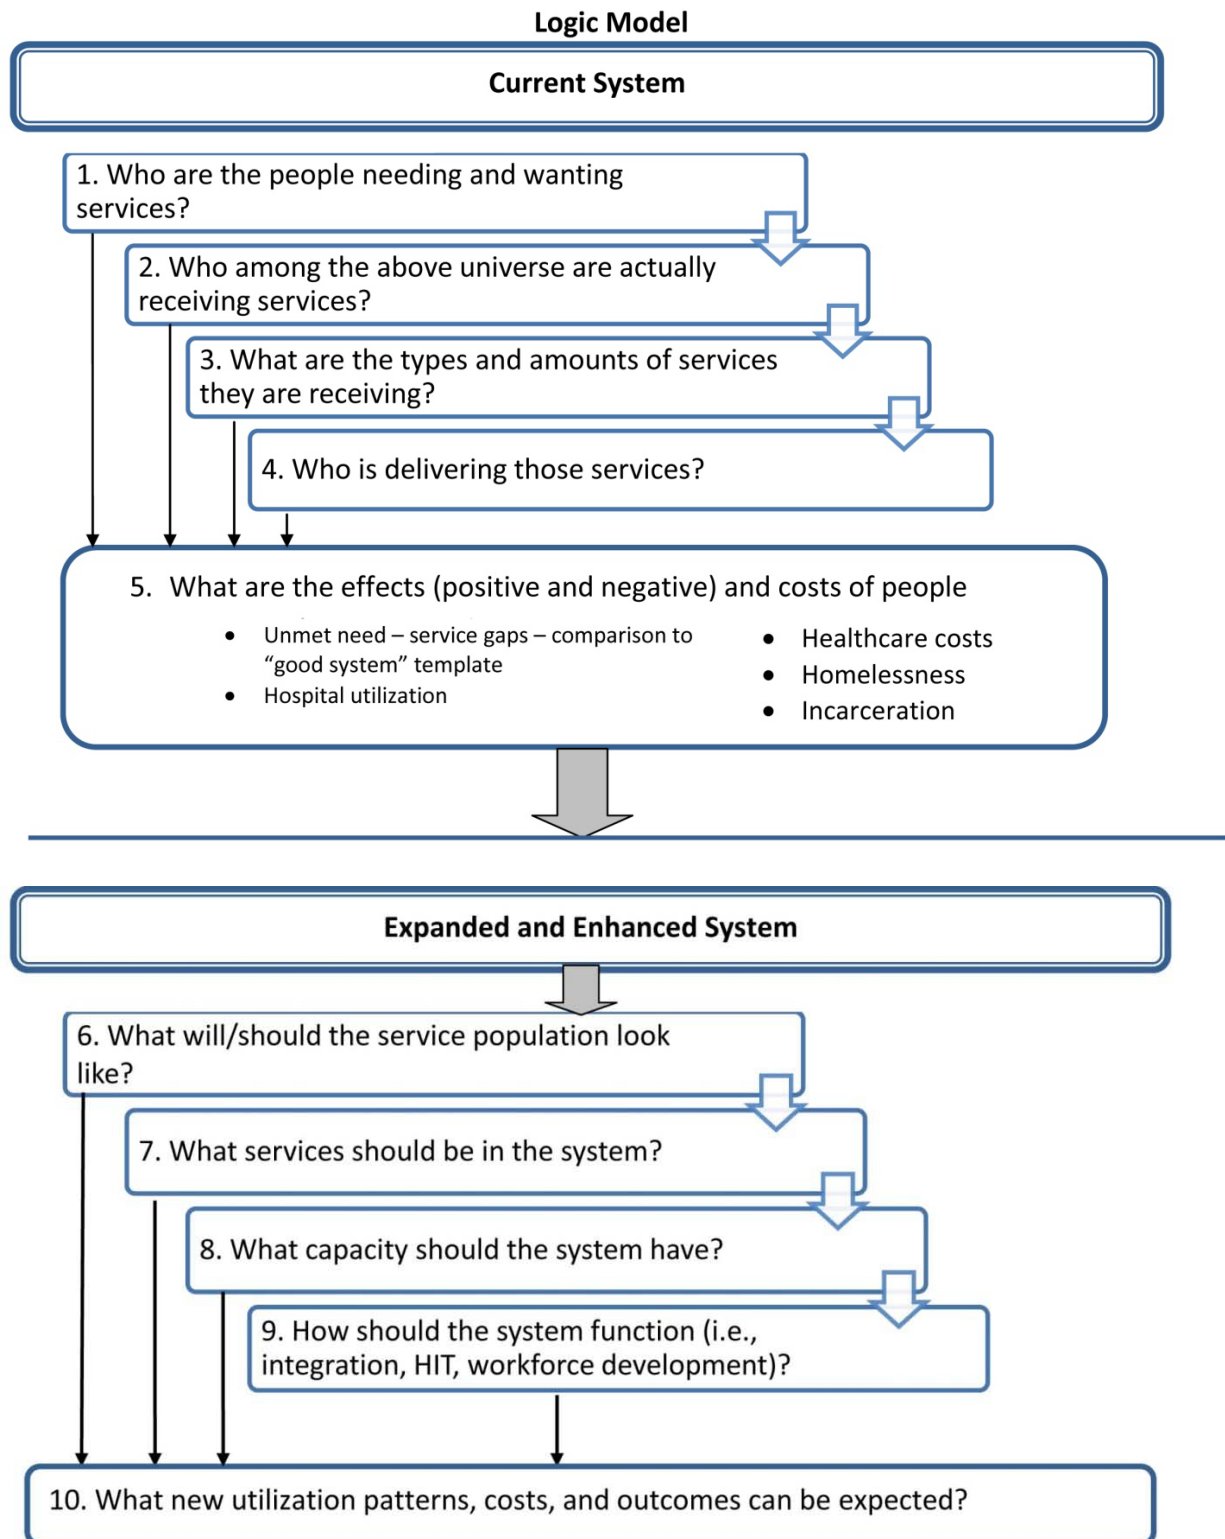 Logic Model
Current System
1. Who are the people needing and wanting
services?
2. Who among the above universe are actually
receiving services?
3. What are the types and amounts of services
they are receiving?
4. Who is delivering those services?
5. What are the effects (positive and negative) and costs of people
• Unmet need – service gaps – comparison to
“good system” template
• Hospital utilization
• Healthcare costs
• Homelessness
• Incarceration
Expanded and Enhanced System
6. What will/should the service population look
like?
7. What services should be in the system?
8. What capacity should the system have?
9. How should the system function (i.e.,
integration, HIT, workforce development)?
10. What new utilization patterns, costs, and outcomes can be expected?